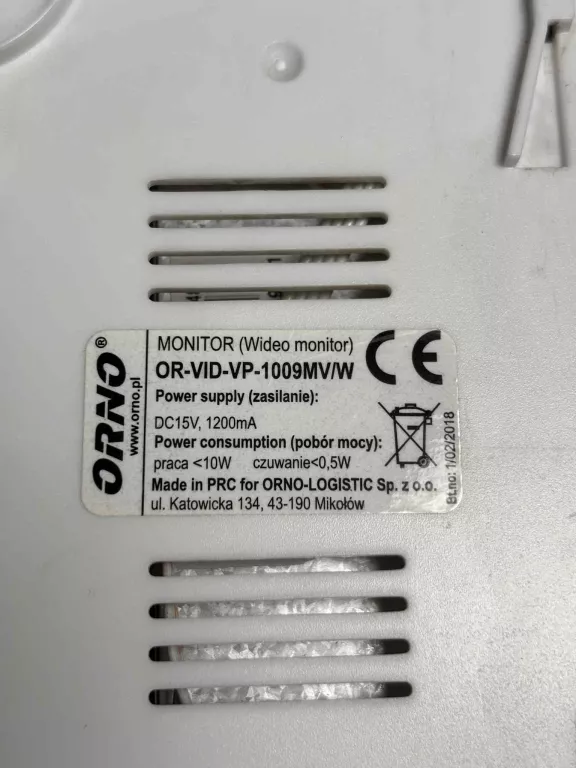 ORNO®
www.orno.pl
MONITOR (Wideo monitor)
OR-VID-VP-1009MV/W
Power supply (zasilanie):
DC15V, 1200mA
Power consumption (pobór mocy):
praca <10W czuwanie<0,5W
Made in PRC for ORNO-LOGISTIC Sp. z o.o.
ul. Katowicka 134, 43-190 Mikołów
CE
Bt.no: 1/02/2018